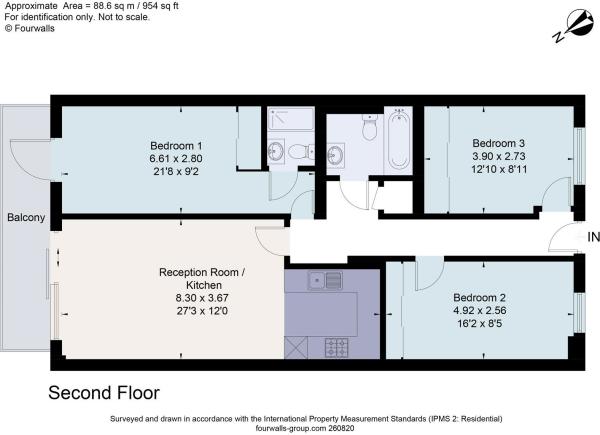 Approximate Area = 88.6 sq m / 954 sq ft
For identification only. Not to scale.
© Fourwalls
N
Bedroom 1
6.61 x 2.80
21'8 x 9'2
Bedroom 3
3.90 x 2.73
12'10 x 8'11
Balcony
IN
Reception Room /
Kitchen
8.30 x 3.67
27'3 x 12'0
Bedroom 2
4.92 x 2.56
16'2 x 8'5
Second Floor
Surveyed and drawn in accordance with the International Property Measurement Standards (IPMS 2: Residential)
fourwalls-group.com 260820